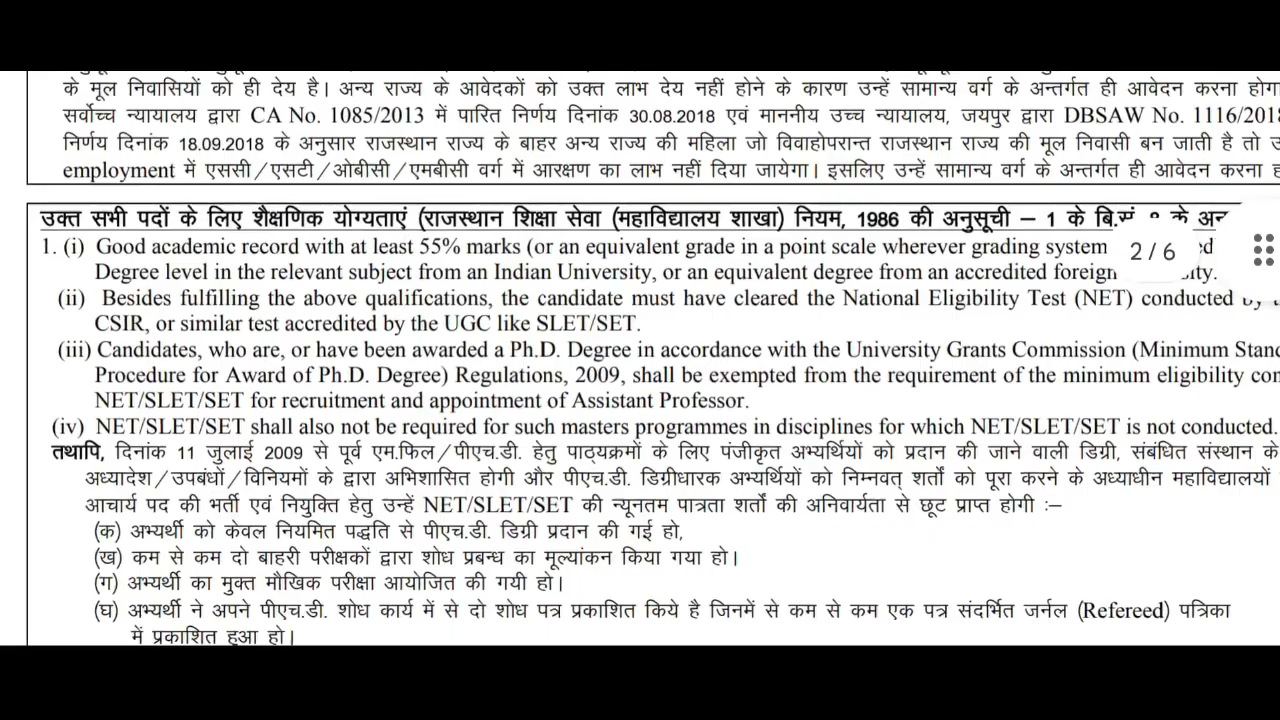 के मूल निवासियों को ही देय है। अन्य राज्य के आवेदकों को उक्त लाभ देय नहीं होने के कारण उन्हें सामान्य वर्ग के अन्तर्गत ही आवेदन करना होगा
सर्वोच्च न्यायालय द्वारा CA No. 1085/2013 में पारित निर्णय दिनांक 30.08.2018 एवं माननीय उच्च न्यायालय, जयपुर द्वारा DBSAW No. 1116/2018
निर्णय दिनांक 18.09.2018 के अनुसार राजस्थान राज्य के बाहर अन्य राज्य की महिला जो विवाहोपरान्त राजस्थान राज्य की मूल निवासी बन जाती है तो
employment में एससी/एसटी/ओबीसी/एमबीसी वर्ग में आरक्षण का लाभ नहीं दिया जायेगा। इसलिए उन्हें सामान्य वर्ग के अन्तर्गत ही आवेदन करना
उक्त सभी पदों के लिए शैक्षणिक योग्यताएं (राजस्थान शिक्षा सेवा (महाविद्यालय शाखा) नियम, 1986 की अनुसूची – 1 के
1. (i) Good academic record with at least 55% marks (or an equivalent grade in a point scale wherever grading system
2 / 6
Degree level in the relevant subject from an Indian University, or an equivalent degree from an accredited foreign
(ii) Besides fulfilling the above qualifications, the candidate must have cleared the National Eligibility Test (NET) conducted by
CSIR, or similar test accredited by the UGC like SLET/SET.
(iii) Candidates, who are, or have been awarded a Ph.D. Degree in accordance with the University Grants Commission (Minimum
Procedure for Award of Ph.D. Degree) Regulations, 2009, shall be exempted from the requirement of the minimum eligibility
NET/SLET/SET for recruitment and appointment of Assistant Professor.
(iv) NET/SLET/SET shall also not be required for such masters programmes in disciplines for which NET/SLET/SET is not conducted.
तथापि, दिनांक 11 जुलाई 2009 से पूर्व एम.फिल/पीएच.डी. हेतु पाठ्यक्रमों के लिए पंजीकृत अभ्यर्थियों को प्रदान की जाने वाली डिग्री, संबंधित संस्थान के
अध्यादेश/उपबंधों/विनियमों के द्वारा अभिशासित होगी और पीएच.डी. डिग्रीधारक अभ्यर्थियों को निम्नवत् शर्तों को पूरा करने के अध्याधीन महाविद्यालयों
आचार्य पद की भर्ती एवं नियुक्ति हेतु उन्हें NET/SLET/SET की न्यूनतम पात्रता शर्तों की अनिवार्यता से छूट प्राप्त होगी :–
(क) अभ्यर्थी को केवल नियमित पद्धति से पीएच.डी. डिग्री प्रदान की गई हो,
(ख) कम से कम दो बाहरी परीक्षकों द्वारा शोध प्रबन्ध का मूल्यांकन किया गया हो।
(ग) अभ्यर्थी का मुक्त मौखिक परीक्षा आयोजित की गयी हो।
(घ) अभ्यर्थी ने अपने पीएच.डी. शोध कार्य में से दो शोध पत्र प्रकाशित किये है जिनमें से कम से कम एक पत्र संदर्भित जर्नल (Refereed) पत्रिका
में प्रकाशित हुआ हो।